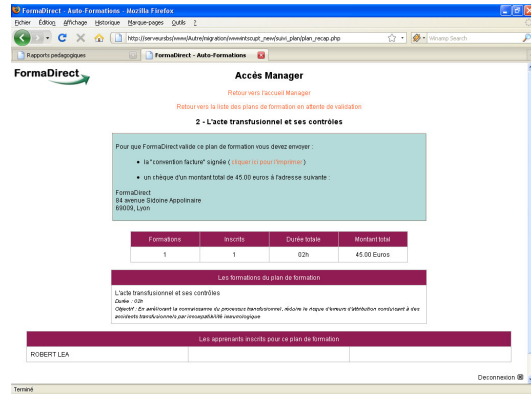 FormaDirect - Auto-Formations - Mozilla Firefox
Fichier Édition Affichage Historique Marque-pages Outils ?
http://serveursbs/www/Autre/migration/wwwintscupt_new/suivi_plan/plan_recap.php
Winamp Search
Rapports pedagogiques
FormaDirect - Auto-Formations
FormaDirect
Accès Manager
Retour vers l'accueil Manager
Retour vers la liste des plans de formation en attente de validation
2 - L'acte transfusionnel et ses contrôles
Pour que FormaDirect valide ce plan de formation vous devez envoyer :
la "convention facture" signée ( cliquer ici pour l'imprimer )
un chèque d'un montant total de 45.00 euros à l'adresse suivante :
FormaDirect
84 avenue Sidoine Appolinaire
69009, Lyon
Formations Inscrits Durée totale Montant total
1 1 02h 45.00 Euros
Les formations du plan de formation
L'acte transfusionnel et ses contrôles
Durée : 02h
Objectif : En améliorant la connaissance du processus transfusionnel, réduire le risque d'erreurs d'attribution conduisant à des
accidents transfusionnels par incompatibilité immunologique
Les apprenants inscrits pour ce plan de formation
ROBERT LEA
Deconnexion
Terminé